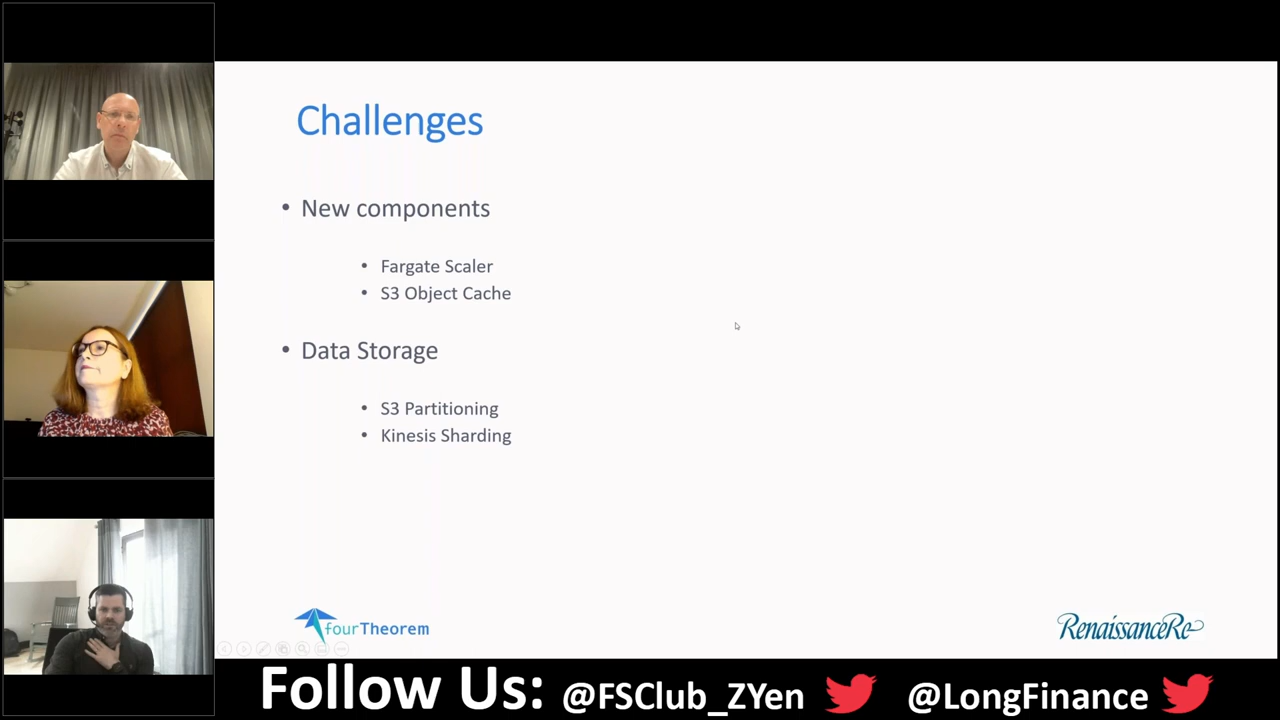 Challenges
• New components
• Fargate Scaler
• S3 Object Cache
• Data Storage
• S3 Partitioning
• Kinesis Sharding
fourTheorem
RenaissanceRe
Follow Us: @FSClub_ZYen @LongFinance